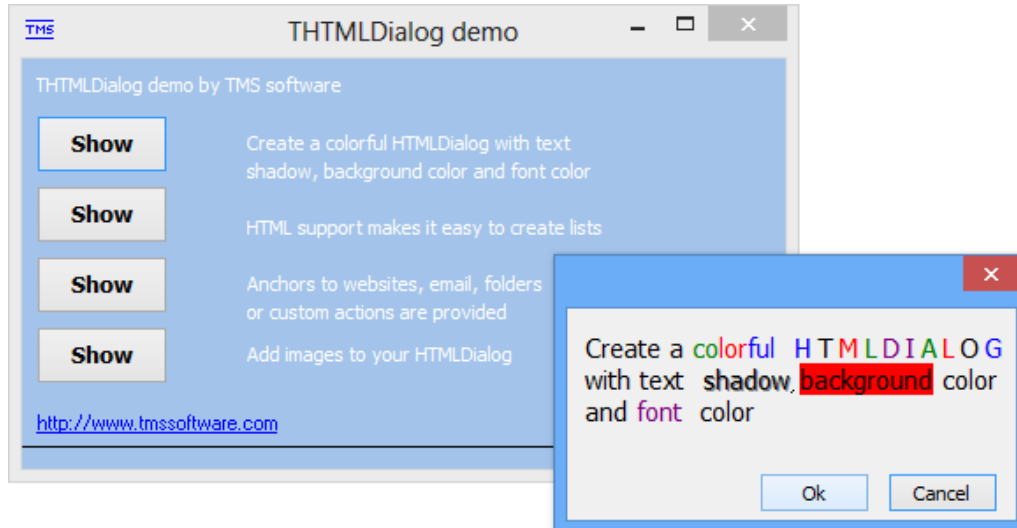 TMS
THTMLDialog demo
THTMLDialog demo by TMS software
Show
Create a colorful HTMLDialog with text
shadow, background color and font color
Show
HTML support makes it easy to create lists
Show
Anchors to websites, email, folders
or custom actions are provided
Show
Add images to your HTMLDialog
http://www.tmssoftware.com
Create a colorful H T M L D I A L O G
with text shadow, background color
and font color
Ok
Cancel